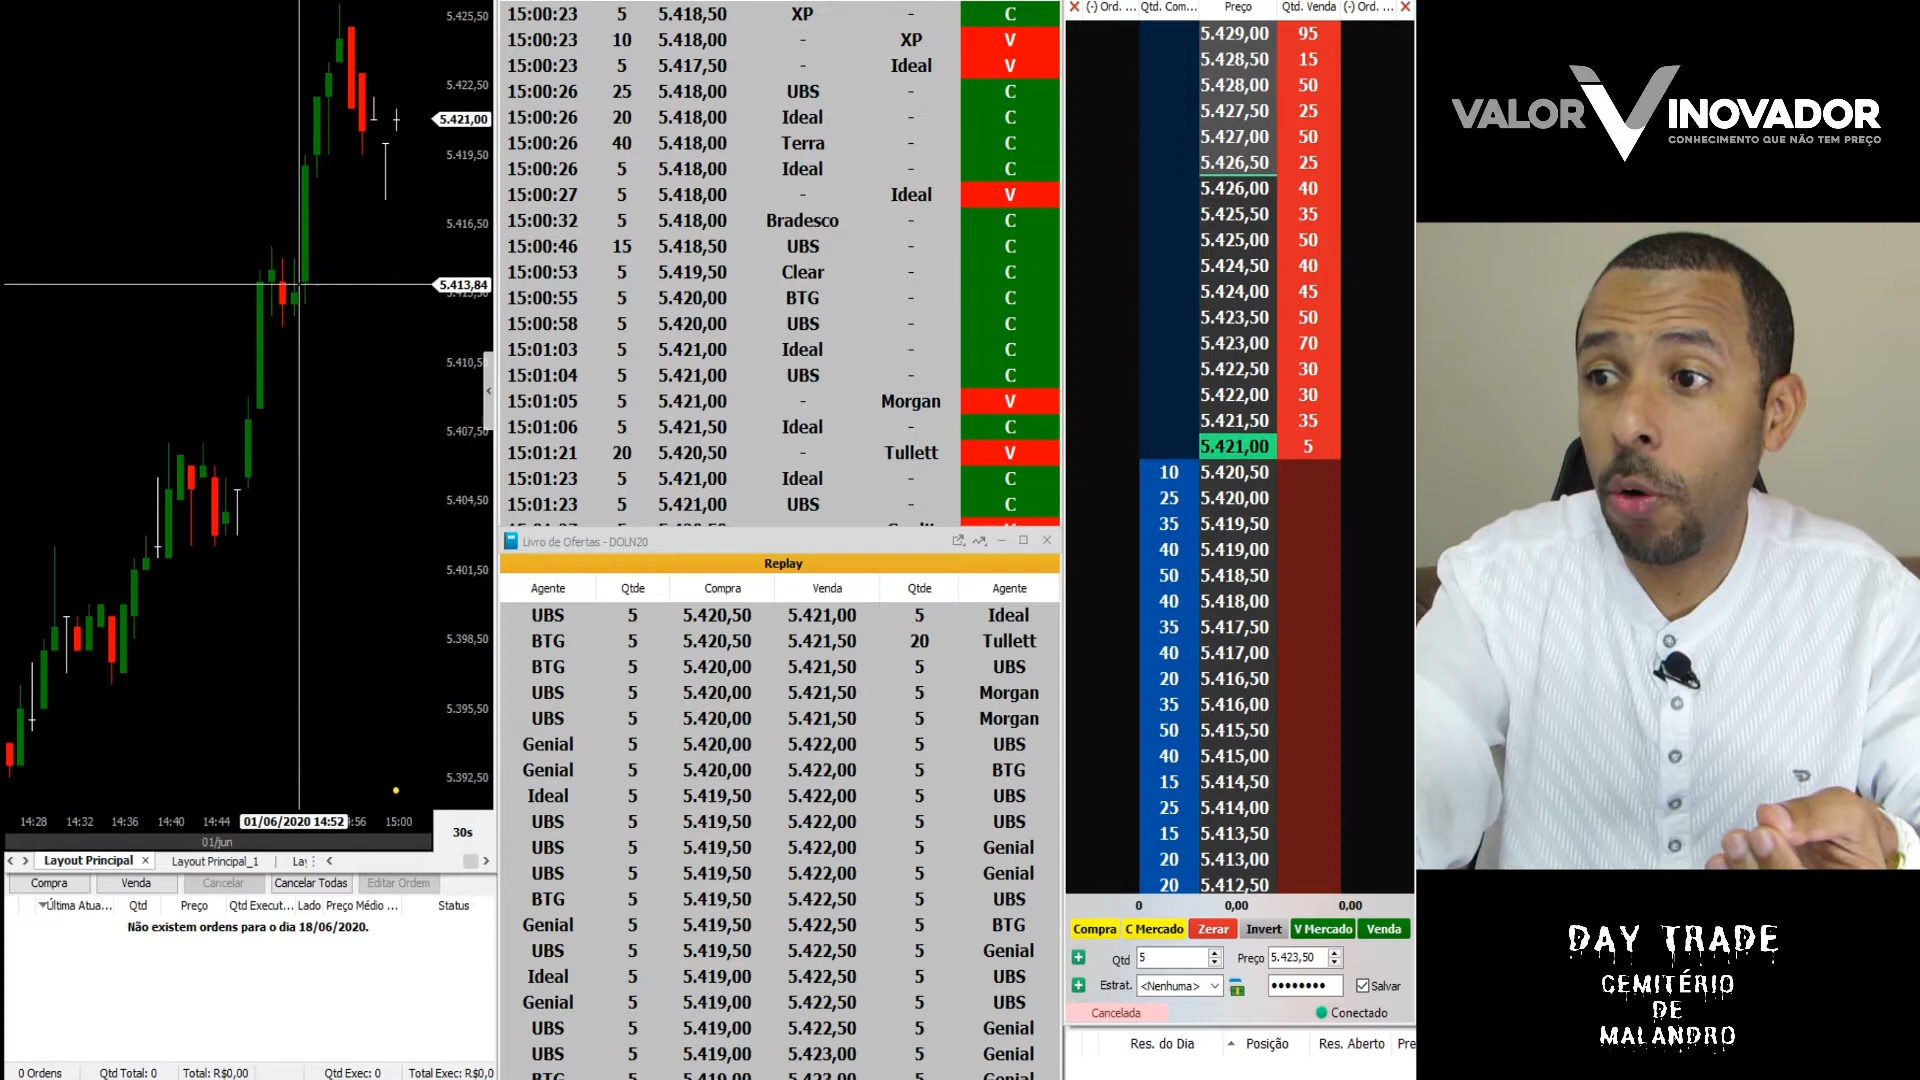 5.425,50
5.422,50
5.421,00
5.419,50
5.416,50
5.413,84
5.410,50
5.407,50
5.404,50
5.401,50
5.398,50
5.395,50
5.392,50
14:28 14:32 14:36 14:40 14:44 01/06/2020 14:52 :56 15:00
01/jun
30s
Layout Principal × Layout Principal_1
Compra Venda Cancelar Cancelar Todas Editar Ordem
Última Atua... Qtd Preço Qtd Execut... Lado Preço Médio ... Status
Não existem ordens para o dia 18/06/2020.
0 Ordens Qtd Total: 0 Total: R$0,00 Qtd Exec: 0 Total Exec: R$0,0
15:00:23 5 5.418,50 XP - C
15:00:23 10 5.418,00 - XP V
15:00:23 5 5.417,50 - Ideal V
15:00:26 25 5.418,00 UBS - C
15:00:26 20 5.418,00 Ideal - C
15:00:26 40 5.418,00 Terra - C
15:00:26 5 5.418,00 Ideal - C
15:00:27 5 5.418,00 - Ideal V
15:00:32 5 5.418,00 Bradesco - C
15:00:46 15 5.418,50 UBS - C
15:00:53 5 5.419,50 Clear - C
15:00:55 5 5.420,00 BTG - C
15:00:58 5 5.420,00 UBS - C
15:01:03 5 5.421,00 Ideal - C
15:01:04 5 5.421,00 UBS - C
15:01:05 5 5.421,00 - Morgan V
15:01:06 5 5.421,50 Ideal - C
15:01:21 20 5.420,50 - Tullett V
15:01:23 5 5.421,00 Ideal - C
15:01:23 5 5.421,00 UBS - C
Livro de Ofertas - DOLN20
Replay
Agente Qtde Compra Venda Qtde Agente
UBS 5 5.420,50 5.421,00 5 Ideal
BTG 5 5.420,50 5.421,50 20 Tullett
BTG 5 5.420,00 5.421,50 5 UBS
UBS 5 5.420,00 5.421,50 5 Morgan
UBS 5 5.420,00 5.421,50 5 Morgan
Genial 5 5.420,00 5.422,00 5 UBS
Genial 5 5.420,00 5.422,00 5 BTG
Ideal 5 5.419,50 5.422,00 5 UBS
UBS 5 5.419,50 5.422,00 5 UBS
UBS 5 5.419,50 5.422,00 5 Genial
UBS 5 5.419,50 5.422,00 5 Genial
BTG 5 5.419,50 5.422,50 5 UBS
Genial 5 5.419,50 5.422,50 5 BTG
UBS 5 5.419,00 5.422,50 5 Genial
Ideal 5 5.419,00 5.422,50 5 UBS
Genial 5 5.419,00 5.422,50 5 UBS
UBS 5 5.419,00 5.422,50 5 Genial
UBS 5 5.419,00 5.423,00 5 Genial
(-) Ord. ... Qtd. Com... Preço Qtd. Venda (-) Ord. ...
5.429,00 95
5.428,50 15
5.428,00 50
5.427,50 25
5.427,00 50
5.426,50 25
5.426,00 40
5.425,50 35
5.425,00 50
5.424,50 40
5.424,00 45
5.423,50 50
5.423,00 70
5.422,50 30
5.422,00 30
5.421,50 35
5.421,00 5
10 5.420,50
25 5.420,00
35 5.419,50
40 5.419,00
50 5.418,50
40 5.418,00
35 5.417,50
40 5.417,00
20 5.416,50
35 5.416,00
50 5.415,50
40 5.415,00
15 5.414,50
25 5.414,00
15 5.413,50
20 5.413,00
20 5.412,50
0 0,00 0,00
Compra C Mercado Zerar Invert V Mercado Venda
Qtd 5 Preço 5.423,50
Estrat. <Nenhuma> •••••••• Salvar
Cancelada Conectado
Res. do Dia Posição Res. Aberto Pre
VALOR INOVADOR
CONHECIMENTO QUE NÃO TEM PREÇO
DAY TRADE
CEMITÉRIO
DE
MALANDRO